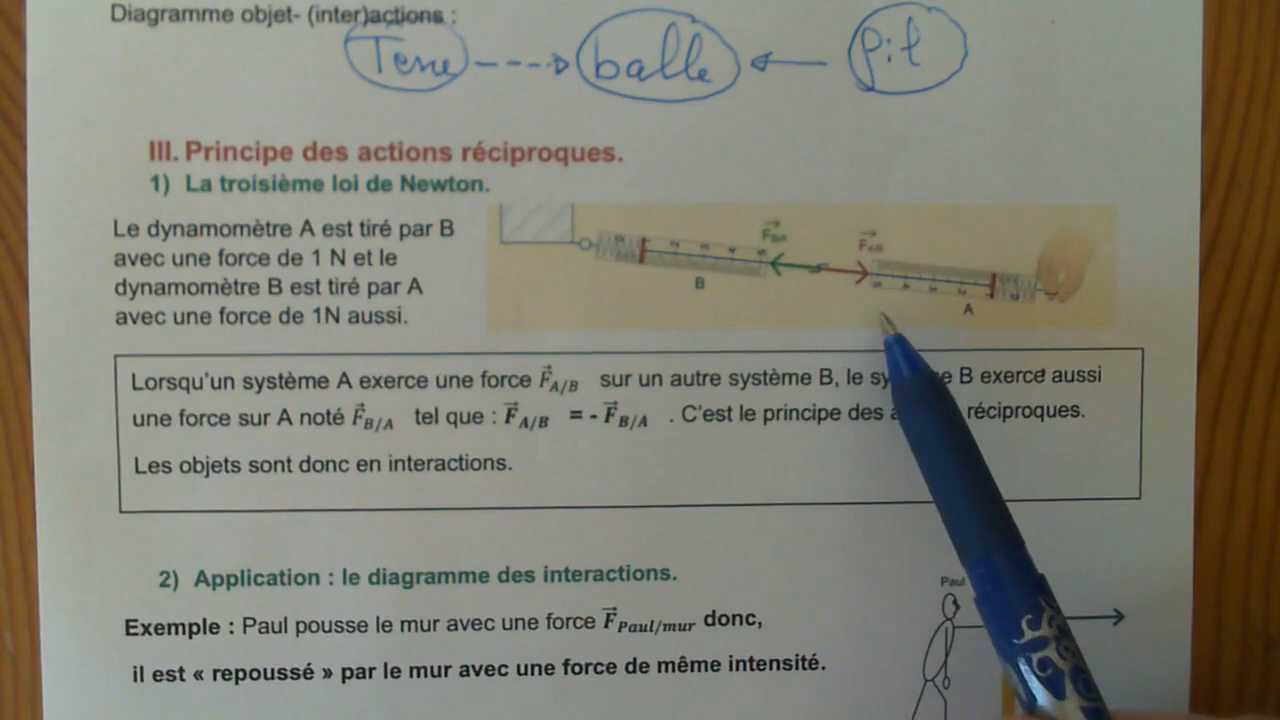 Diagramme objet- (inter)actions :
Terre balle pil
III. Principe des actions réciproques.
1) La troisième loi de Newton.
Le dynamomètre A est tiré par B
avec une force de 1 N et le
dynamomètre B est tiré par A
avec une force de 1N aussi.
B
A
Lorsqu'un système A exerce une force F⃗A/B sur un autre système B, le sy e B exerce aussi
une force sur A noté F⃗B/A tel que : F⃗A/B = - F⃗B/A . C'est le principe des a réciproques.
Les objets sont donc en interactions.
2) Application : le diagramme des interactions.
Paul
Exemple : Paul pousse le mur avec une force F⃗Paul/mur donc,
il est « repoussé » par le mur avec une force de même intensité.